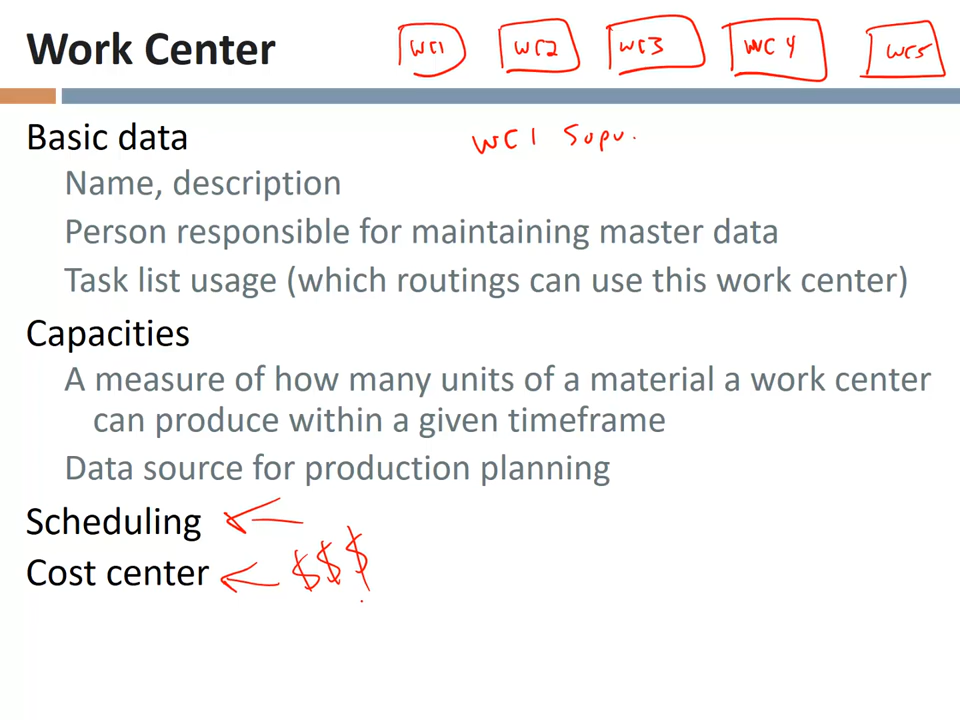 Work Center
WC1 WC2 WC3 WC4 WC5
Basic data
WC1 Supv.
Name, description
Person responsible for maintaining master data
Task list usage (which routings can use this work center)
Capacities
A measure of how many units of a material a work center
can produce within a given timeframe
Data source for production planning
Scheduling
Cost center $$$